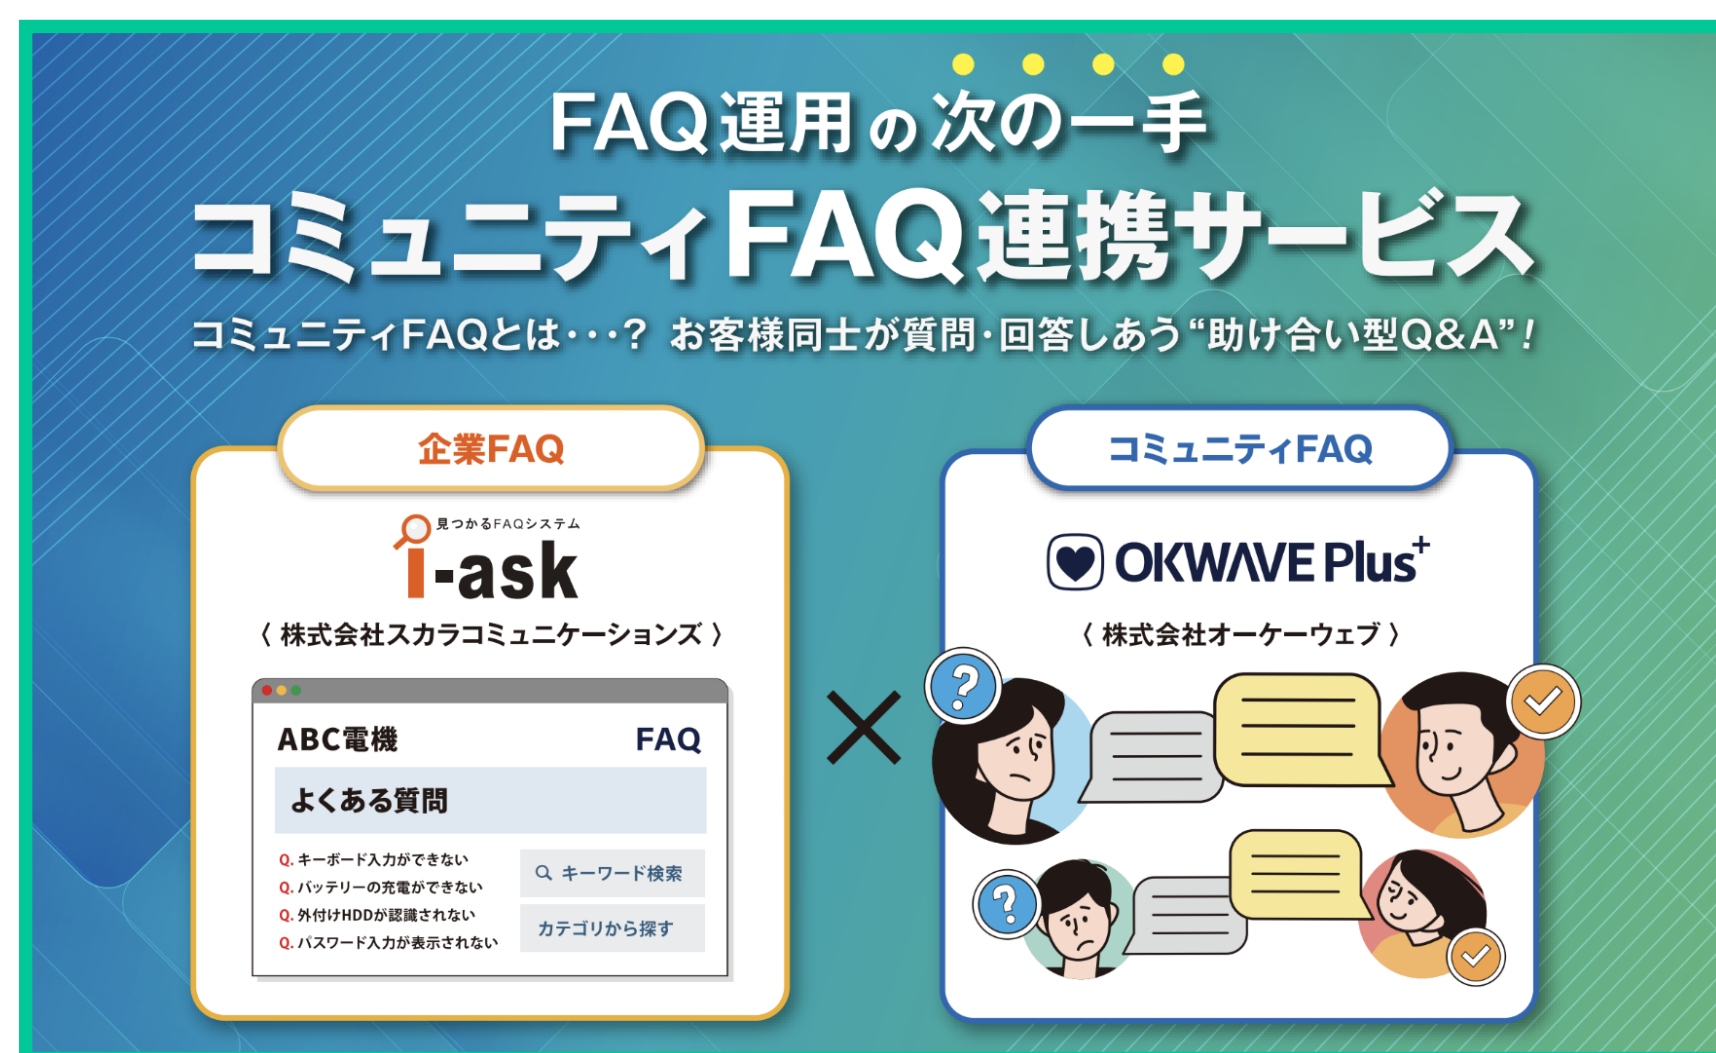 FAQ運用の次の一手
コミュニティFAQ連携サービス
コミュニティFAQとは・・・? お客様同士が質問・回答しあう“助け合い型Q&A”!
企業FAQ
見つかるFAQシステム
i-ask
〈 株式会社スカラコミュニケーションズ 〉
ABC電機 FAQ
よくある質問
Q. キーボード入力ができない
Q. バッテリーの充電ができない
Q. 外付けHDDが認識されない
Q. パスワード入力が表示されない
キーワード検索
カテゴリから探す
×
コミュニティFAQ
OKWAVE Plus+
〈 株式会社オーケーウェブ 〉
?
?